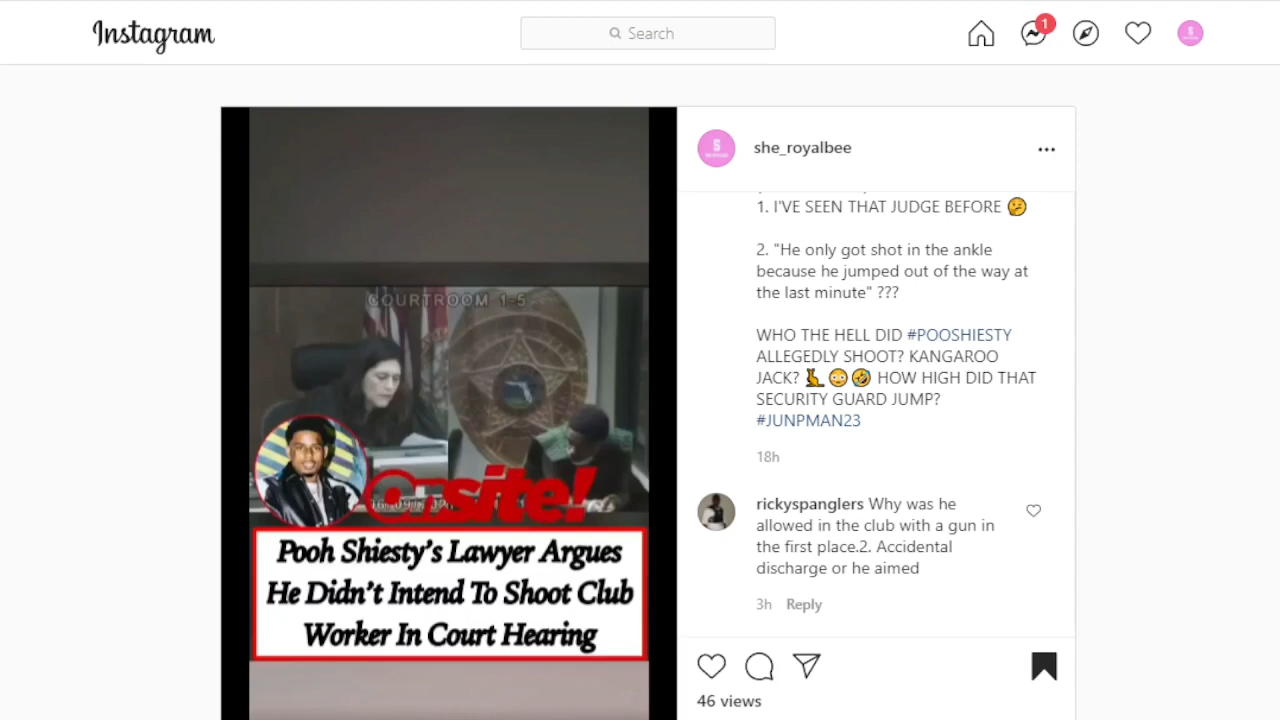 Instagram
Search
1
she_royalbee
1. I'VE SEEN THAT JUDGE BEFORE 🤔
2. "He only got shot in the ankle
because he jumped out of the way at
the last minute" ???
WHO THE HELL DID #POOSHIESTY
ALLEGEDLY SHOOT? KANGAROO
JACK? 🦘😳🤣 HOW HIGH DID THAT
SECURITY GUARD JUMP?
#JUNPMAN23
18h
rickyspanglers Why was he
allowed in the club with a gun in
the first place.2. Accidental
discharge or he aimed
3h Reply
46 views
COURTROOM 1-5
Onsite!
Pooh Shiesty's Lawyer Argues
He Didn't Intend To Shoot Club
Worker In Court Hearing